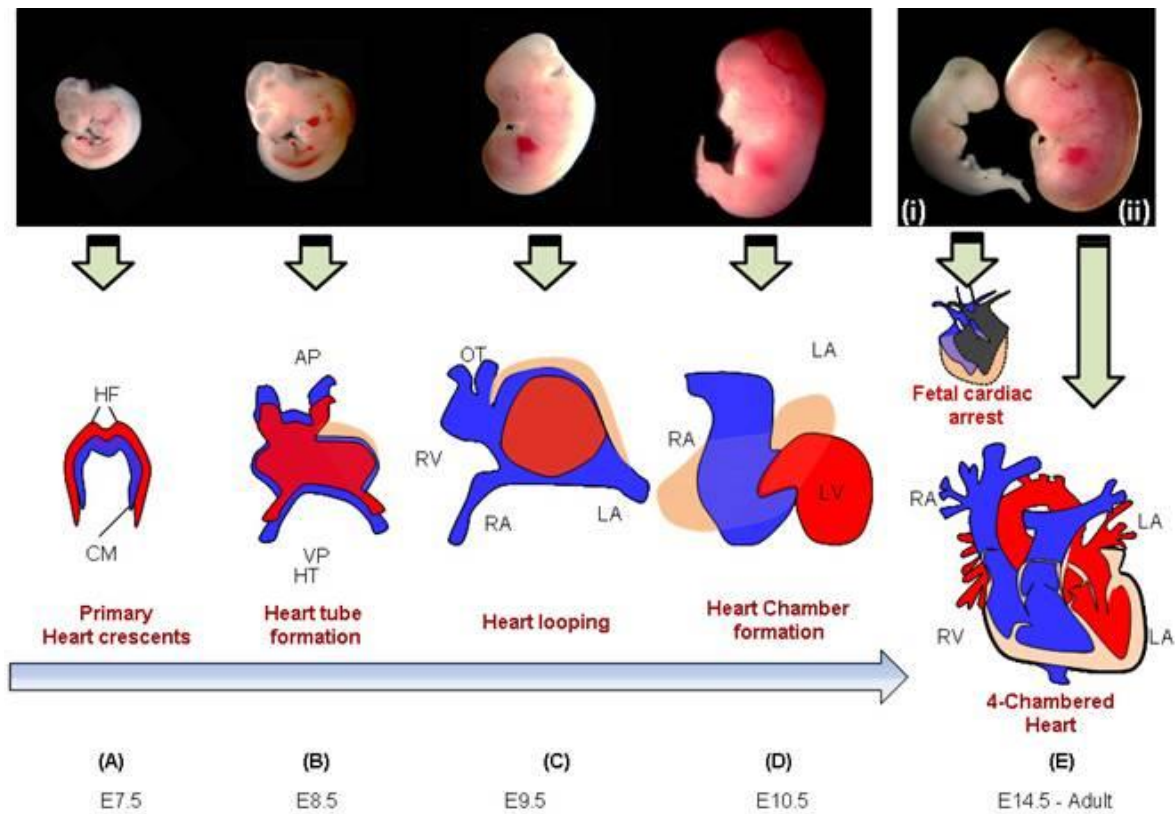 (i)
(ii)
Fetal cardiac
arrest
HF
CM
Primary
Heart crescents
AP
VP
HT
Heart tube
formation
OT
RV
RA
LA
Heart looping
LA
RA
LV
Heart Chamber
formation
RA
LA
RV
LA
4-Chambered
Heart
(A)
(B)
(C)
(D)
(E)
E7.5
E8.5
E9.5
E10.5
E14.5 - Adult